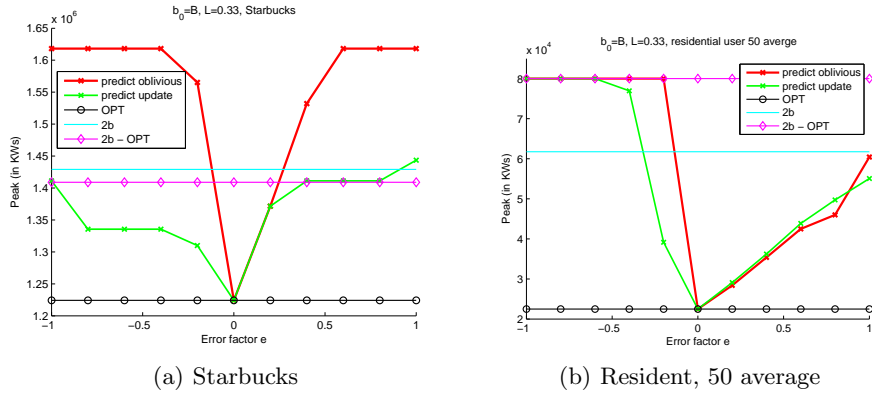 b0=B, L=0.33, Starbucks
x 10^6
1.65
1.6
1.55
1.5
1.45
1.4
1.35
1.3
1.25
1.2
Peak (in KWs)
predict oblivious
predict update
OPT
2b
2b − OPT
−1
−0.5
0
0.5
1
Error factor e
(a) Starbucks
b0=B, L=0.33, residential user 50 averge
x 10^4
10
8
6
4
2
Peak (in KWs)
predict oblivious
predict update
OPT
2b
2b − OPT
−1
−0.5
0
0.5
1
Error factor e
(b) Resident, 50 average